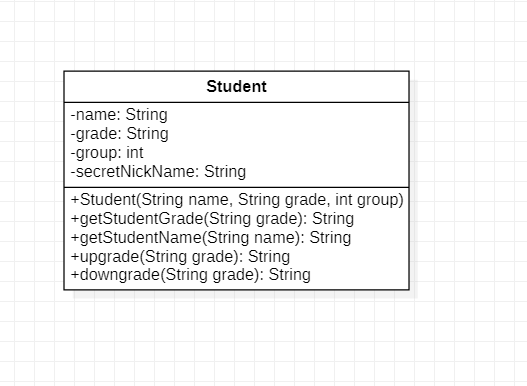 Student
-name: String
-grade: String
-group: int
-secretNickName: String
+Student(String name, String grade, int group)
+getStudentGrade(String grade): String
+getStudentName(String name): String
+upgrade(String grade): String
+downgrade(String grade): String